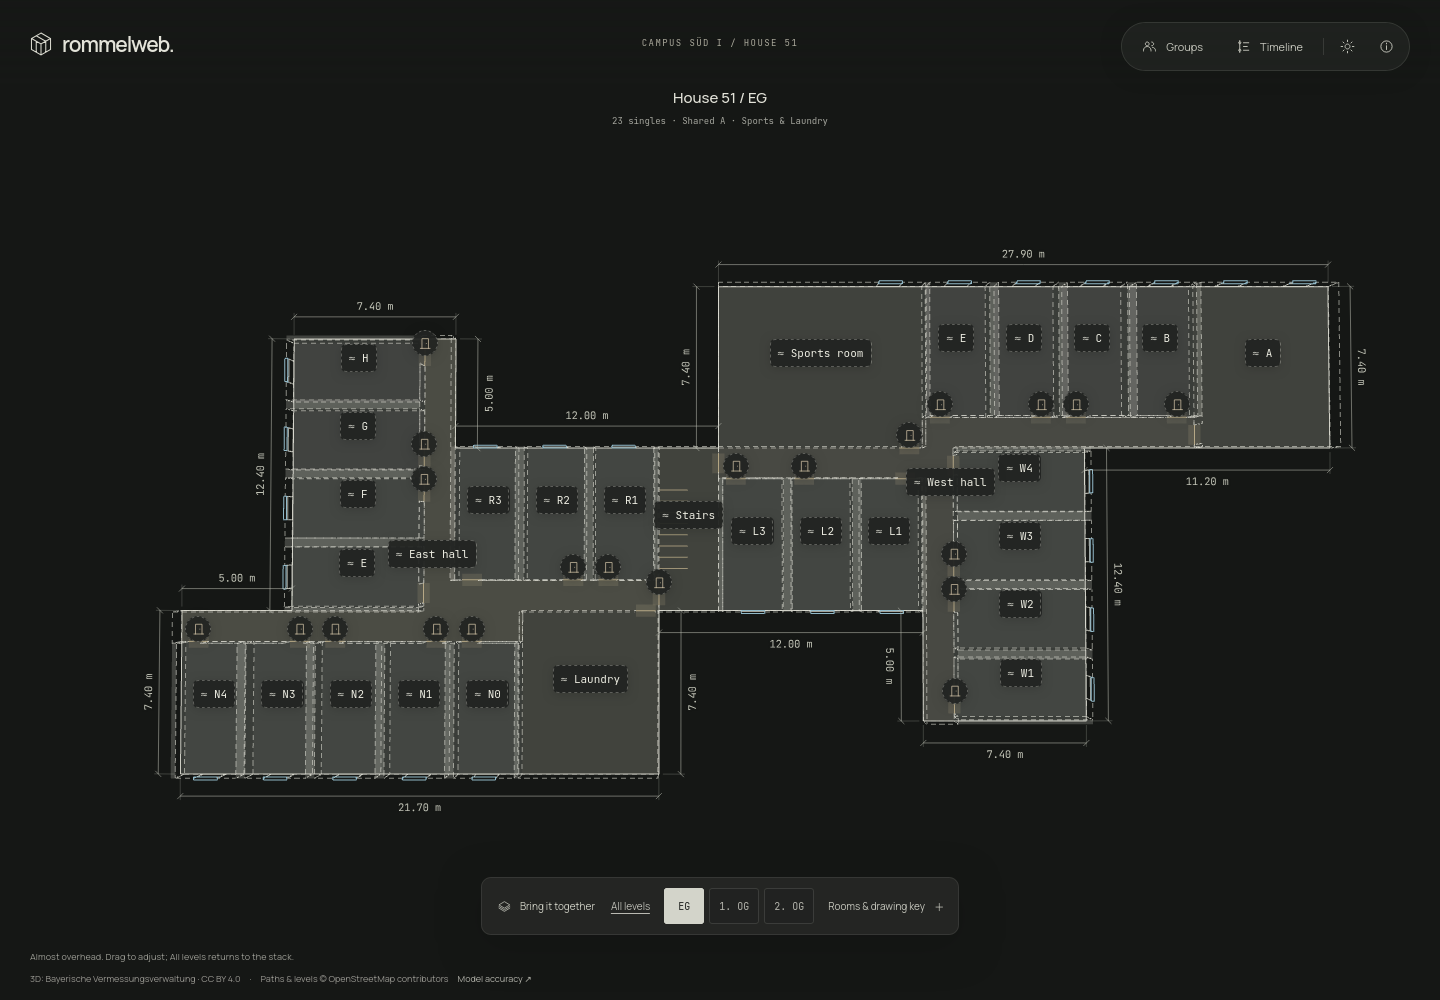 rommelweb.
CAMPUS SÜD I / HOUSE 51
Groups
Timeline
House 51 / EG
23 singles · Shared A · Sports & Laundry
27.90 m
7.40 m
7.40 m
7.40 m
5.00 m
12.00 m
12.40 m
≈ H
≈ G
≈ F
≈ E
≈ Sports room
≈ E
≈ D
≈ C
≈ B
≈ A
11.20 m
≈ R3
≈ R2
≈ R1
≈ Stairs
≈ East hall
≈ L3
≈ L2
≈ L1
≈ West hall
≈ W4
≈ W3
≈ W2
≈ W1
12.40 m
5.00 m
12.00 m
5.00 m
7.40 m
7.40 m
7.40 m
≈ N4
≈ N3
≈ N2
≈ N1
≈ N0
≈ Laundry
21.70 m
Bring it together
All levels
EG
1. OG
2. OG
Rooms & drawing key +
Almost overhead. Drag to adjust; All levels returns to the stack.
3D: Bayerische Vermessungsverwaltung · CC BY 4.0 · Paths & levels © OpenStreetMap contributors Model accuracy ↗